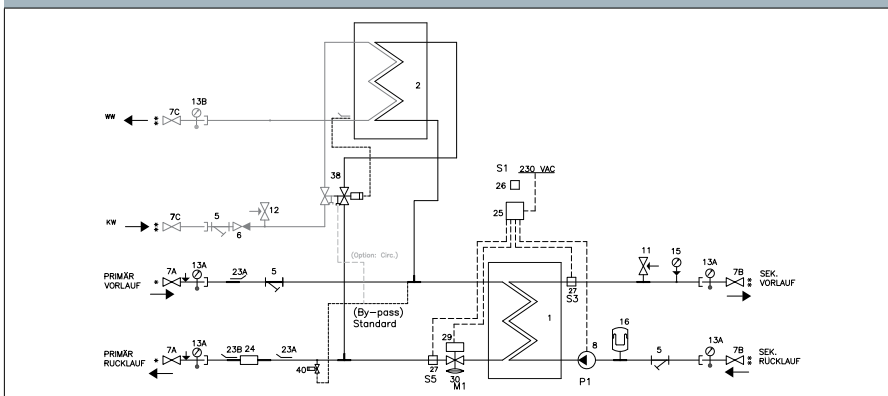 2
13B
7C
WW
**
38
S1
230 VAC
26
25
7C
5
12
KW
**
6
11
15
13A
7B
(Option: Circ.)
PRIMÄR
VORLAUF
*
7A
13A
23A
5
27
S3
**
SEK.
VORLAUF
(By-pass)
Standard
1
16
29
8
PRIMÄR
RÜCKLAUF
*
7A
13A
23B
24
23A
40
27
S5
30
M1
P1
5
13A
7B
**
SEK.
RÜCKLAUF